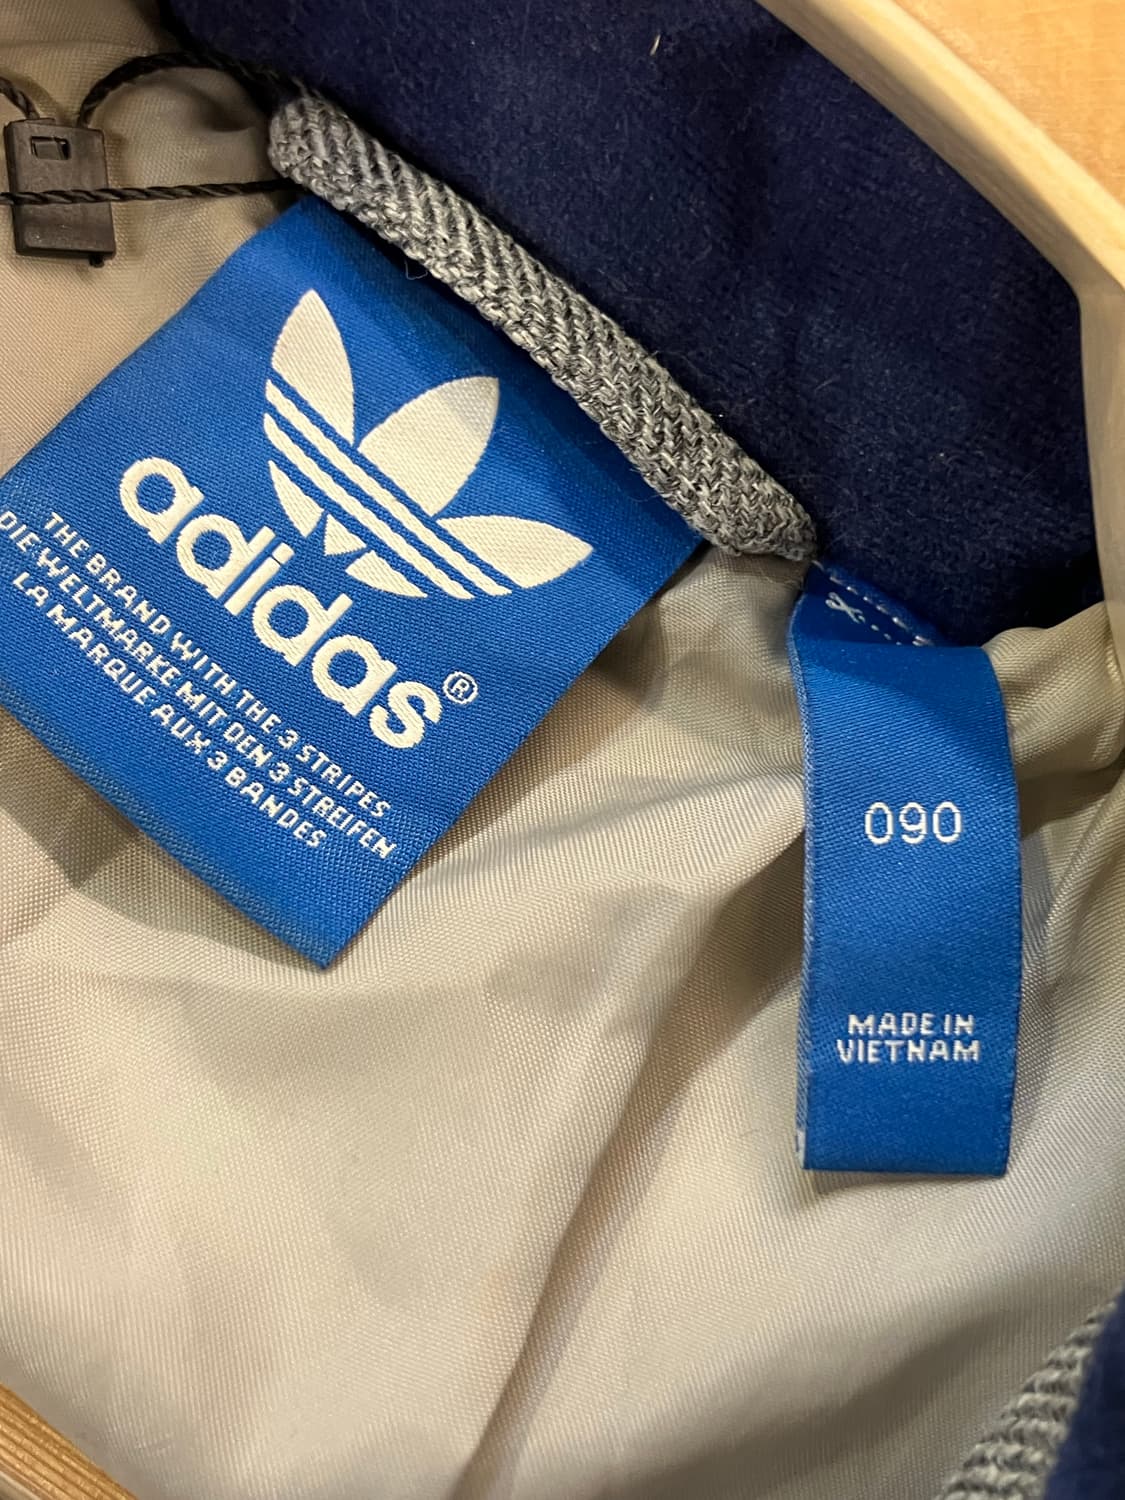 adidas®
THE BRAND WITH THE 3 STRIPES
DIE WELTMARKE MIT DEN 3 STREIFEN
LA MARQUE AUX 3 BANDES
090
MADE IN
VIETNAM